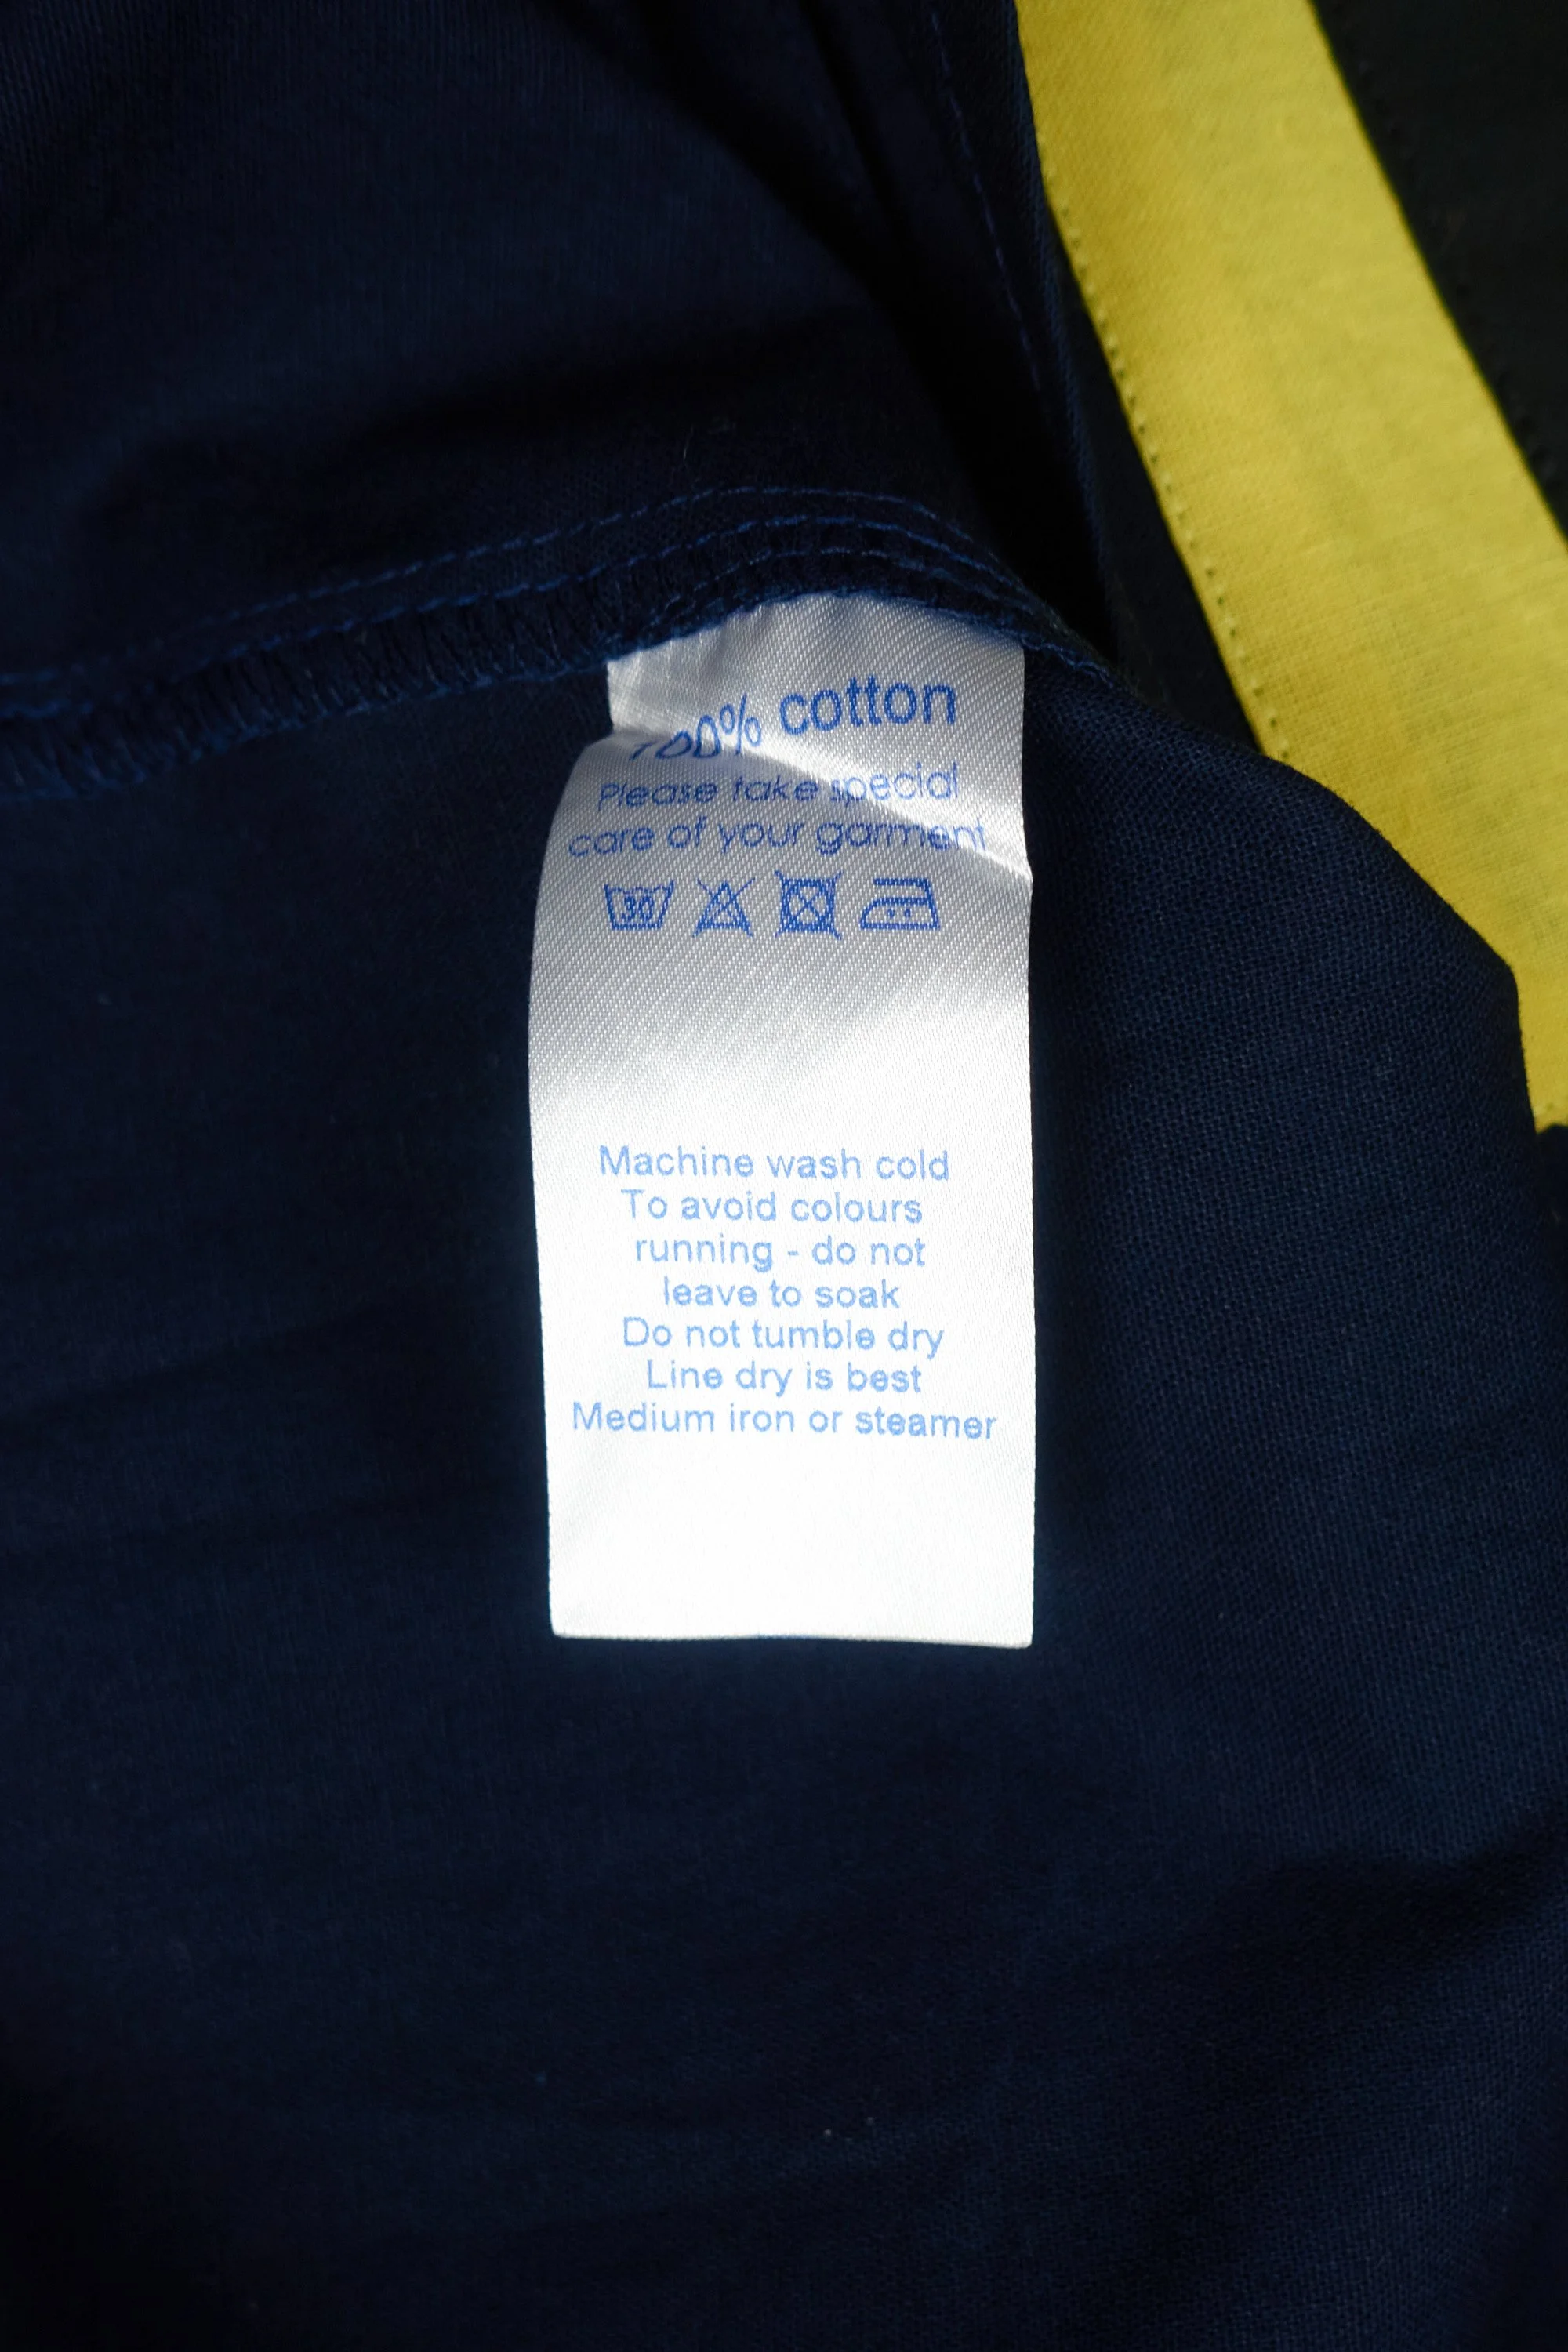 100% cotton
Please take special
care of your garment
30
Machine wash cold
To avoid colours
running - do not
leave to soak
Do not tumble dry
Line dry is best
Medium iron or steamer